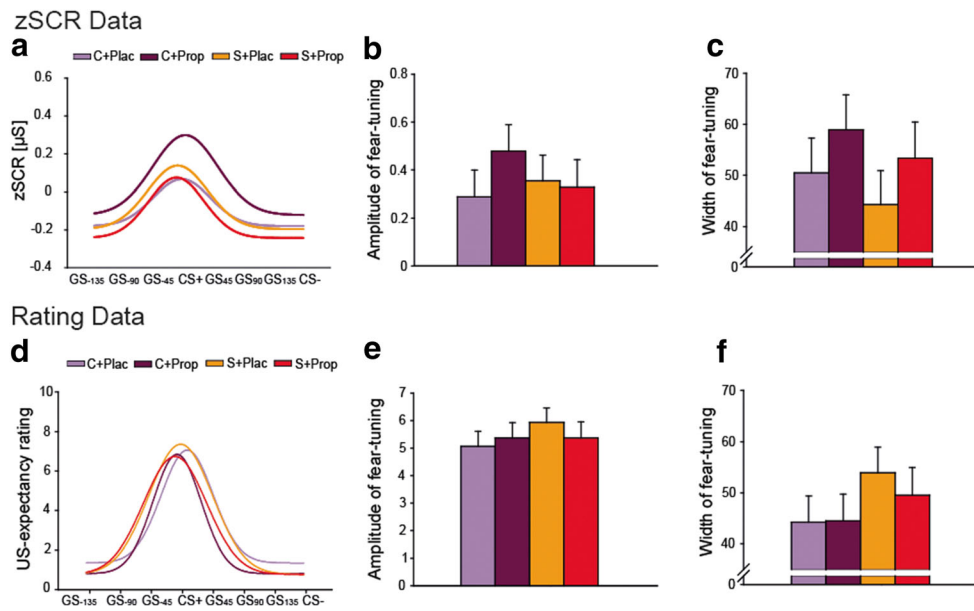 zSCR Data
a
C+Plac C+Prop S+Plac S+Prop
zSCR [µS]
0.6
0.4
0.2
0
-0.2
-0.4
GS-135 GS-90 GS-45 CS+ GS45 GS90 GS135 CS-
b
Amplitude of fear-tuning
0.8
0.6
0.4
0.2
0
c
Width of fear-tuning
70
60
50
40
0
Rating Data
d
C+Plac C+Prop S+Plac S+Prop
US-expectancy rating
10
8
6
4
2
0
GS-135 GS-90 GS-45 CS+ GS45 GS90 GS135 CS-
e
Amplitude of fear-tuning
7
6
5
4
3
2
1
0
f
Width of fear-tuning
70
60
50
40
0